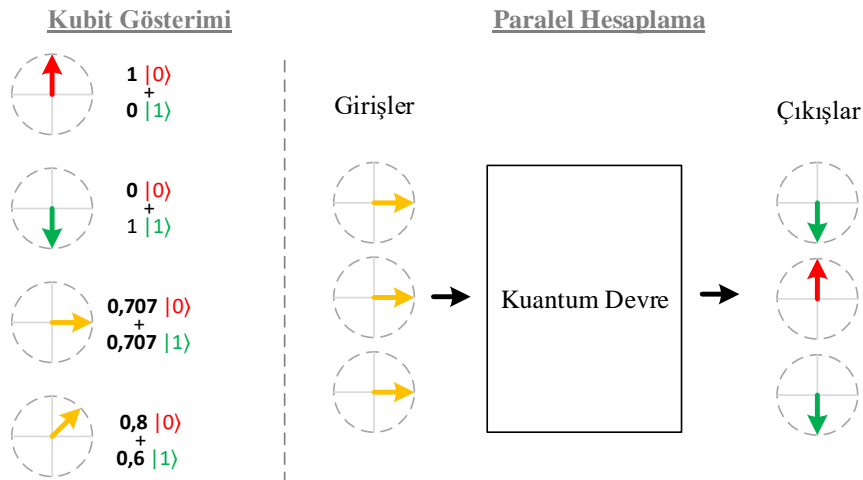 Kubit Gösterimi
1 |0⟩
+
0 |1⟩
0 |0⟩
+
1 |1⟩
0,707 |0⟩
+
0,707 |1⟩
0,8 |0⟩
+
0,6 |1⟩
Paralel Hesaplama
Girişler
Kuantum Devre
Çıkışlar